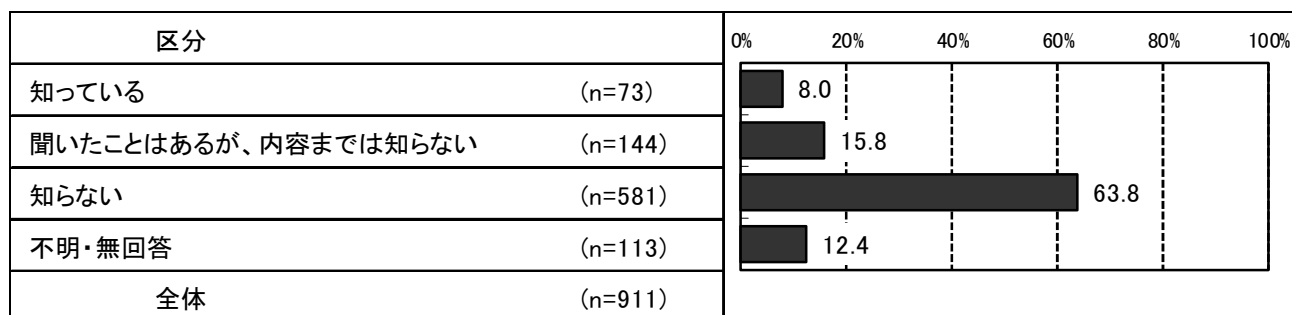 区分 0% 20% 40% 60% 80% 100%
知っている (n=73) 8.0
聞いたことはあるが、内容までは知らない (n=144) 15.8
知らない (n=581) 63.8
不明・無回答 (n=113) 12.4
全体 (n=911)